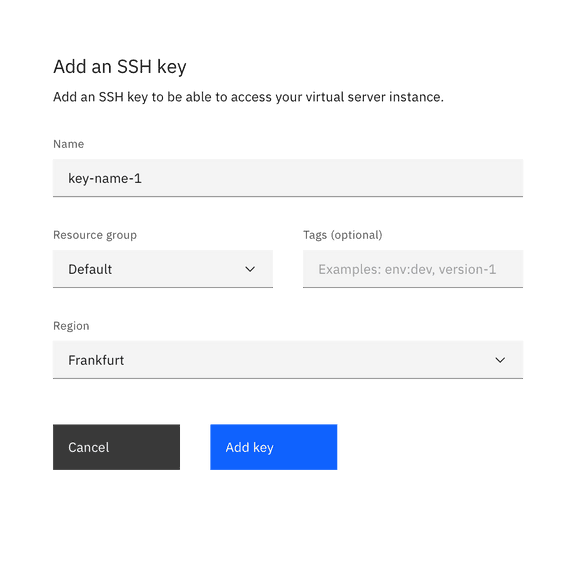 Add an SSH key
Add an SSH key to be able to access your virtual server instance.
Name
key-name-1
Resource group
Tags (optional)
Default
Examples: env:dev, version-1
Region
Frankfurt
Cancel
Add key